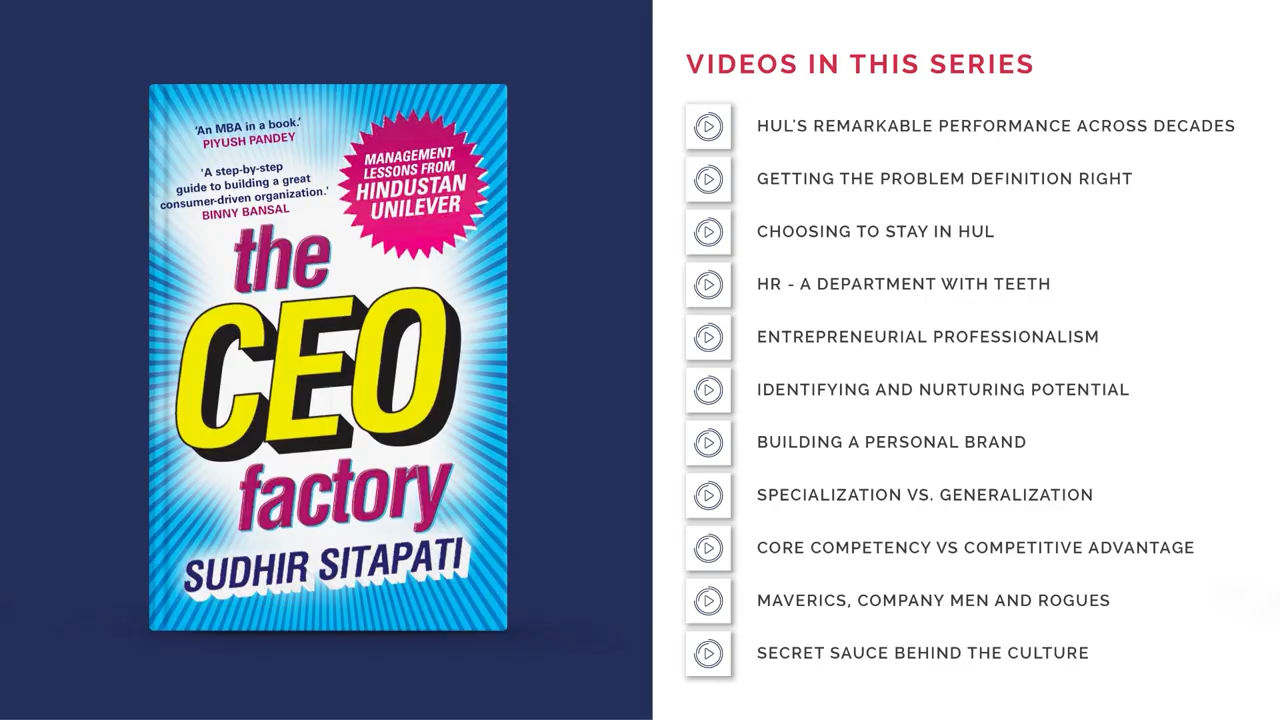 'An MBA in a book.'
PIYUSH PANDEY
'A step-by-step
guide to building a great
consumer-driven organization.'
BINNY BANSAL
MANAGEMENT
LESSONS FROM
HINDUSTAN
UNILEVER
the
CEO
factory
SUDHIR SITAPATI
VIDEOS IN THIS SERIES
HUL'S REMARKABLE PERFORMANCE ACROSS DECADES
GETTING THE PROBLEM DEFINITION RIGHT
CHOOSING TO STAY IN HUL
HR - A DEPARTMENT WITH TEETH
ENTREPRENEURIAL PROFESSIONALISM
IDENTIFYING AND NURTURING POTENTIAL
BUILDING A PERSONAL BRAND
SPECIALIZATION VS. GENERALIZATION
CORE COMPETENCY VS COMPETITIVE ADVANTAGE
MAVERICS, COMPANY MEN AND ROGUES
SECRET SAUCE BEHIND THE CULTURE